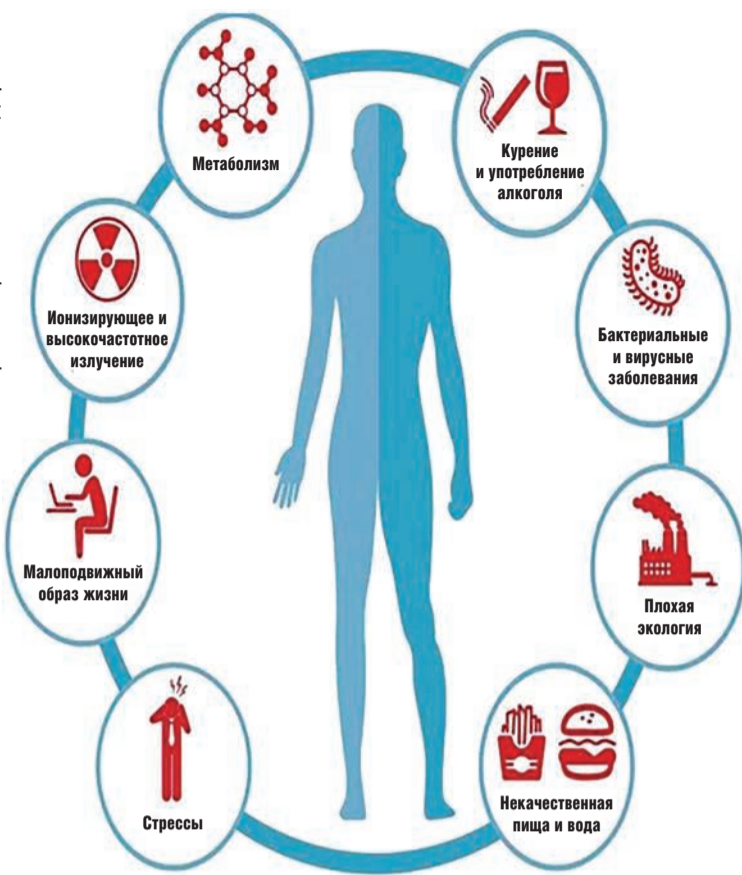 Метаболизм
Курение
и употребление
алкоголя
Ионизирующее и
высокочастотное
излучение
Бактериальные
и вирусные
заболевания
Малоподвижный
образ жизни
Плохая
экология
Стрессы
Некачественная
пища и вода